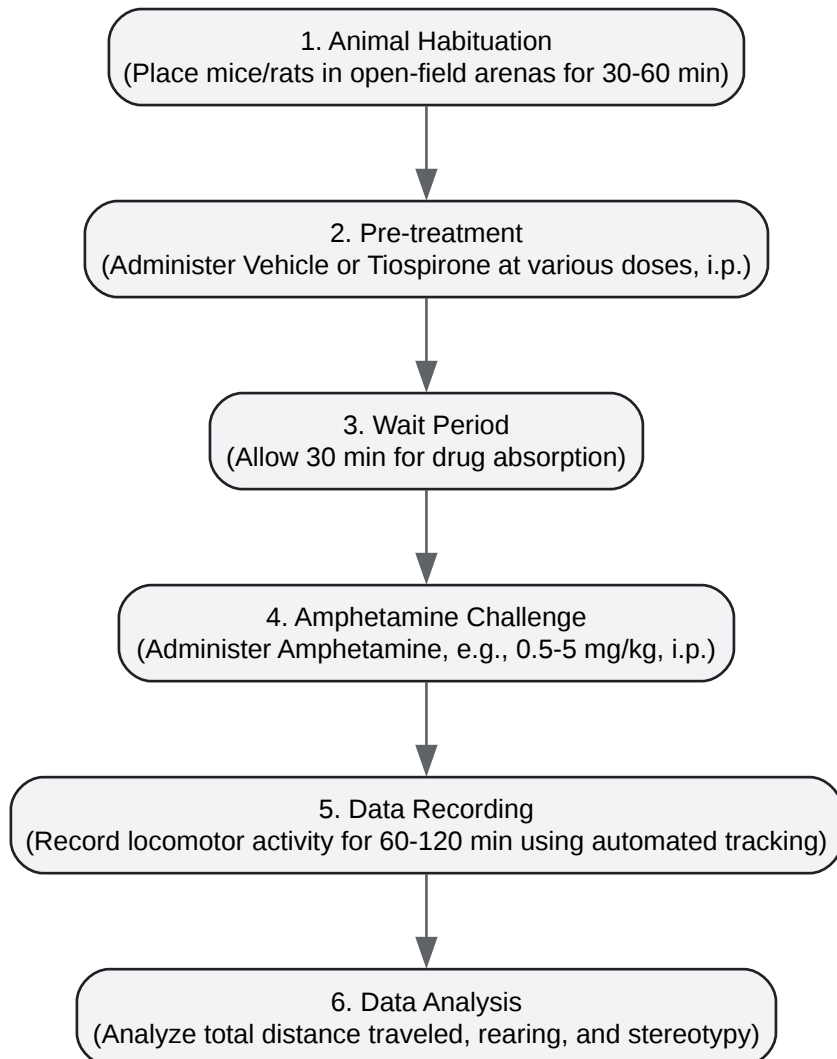 1. Animal Habituation
(Place mice/rats in open-field arenas for 30-60 min)
2. Pre-treatment
(Administer Vehicle or Tiospirone at various doses, i.p.)
3. Wait Period
(Allow 30 min for drug absorption)
4. Amphetamine Challenge
(Administer Amphetamine, e.g., 0.5-5 mg/kg, i.p.)
5. Data Recording
(Record locomotor activity for 60-120 min using automated tracking)
6. Data Analysis
(Analyze total distance traveled, rearing, and stereotypy)